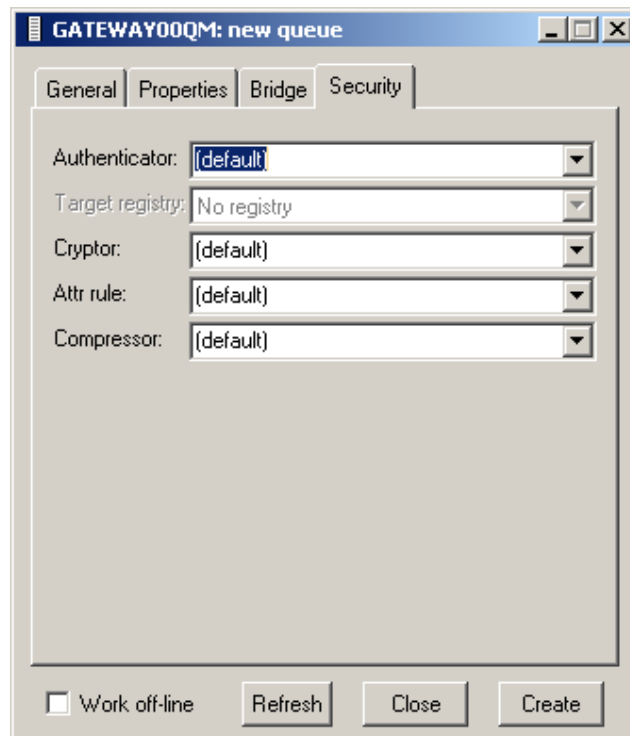 GATEWAY00QM: new queue
General Properties Bridge Security
Authenticator: (default)
Target registry: No registry
Cryptor: (default)
Attr rule: (default)
Compressor: (default)
Work off-line Refresh Close Create